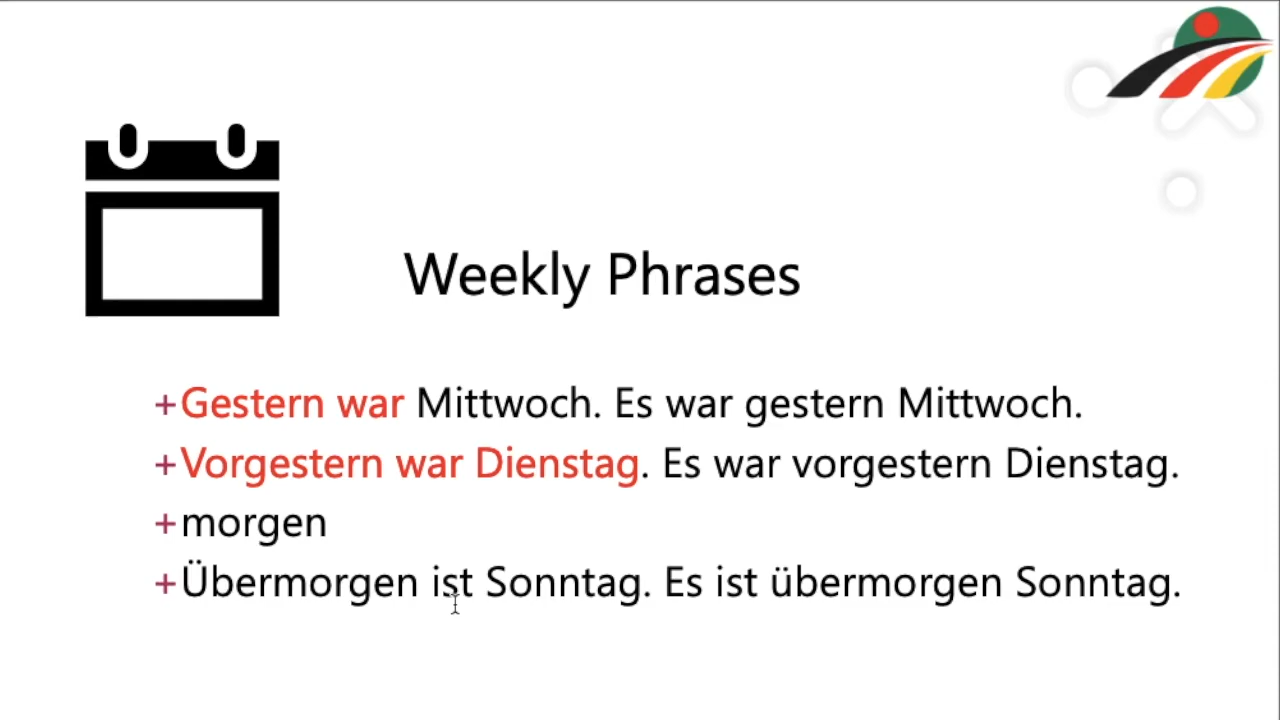 Weekly Phrases
+Gestern war Mittwoch. Es war gestern Mittwoch.
+Vorgestern war Dienstag. Es war vorgestern Dienstag.
+morgen
+Übermorgen ist Sonntag. Es ist übermorgen Sonntag.